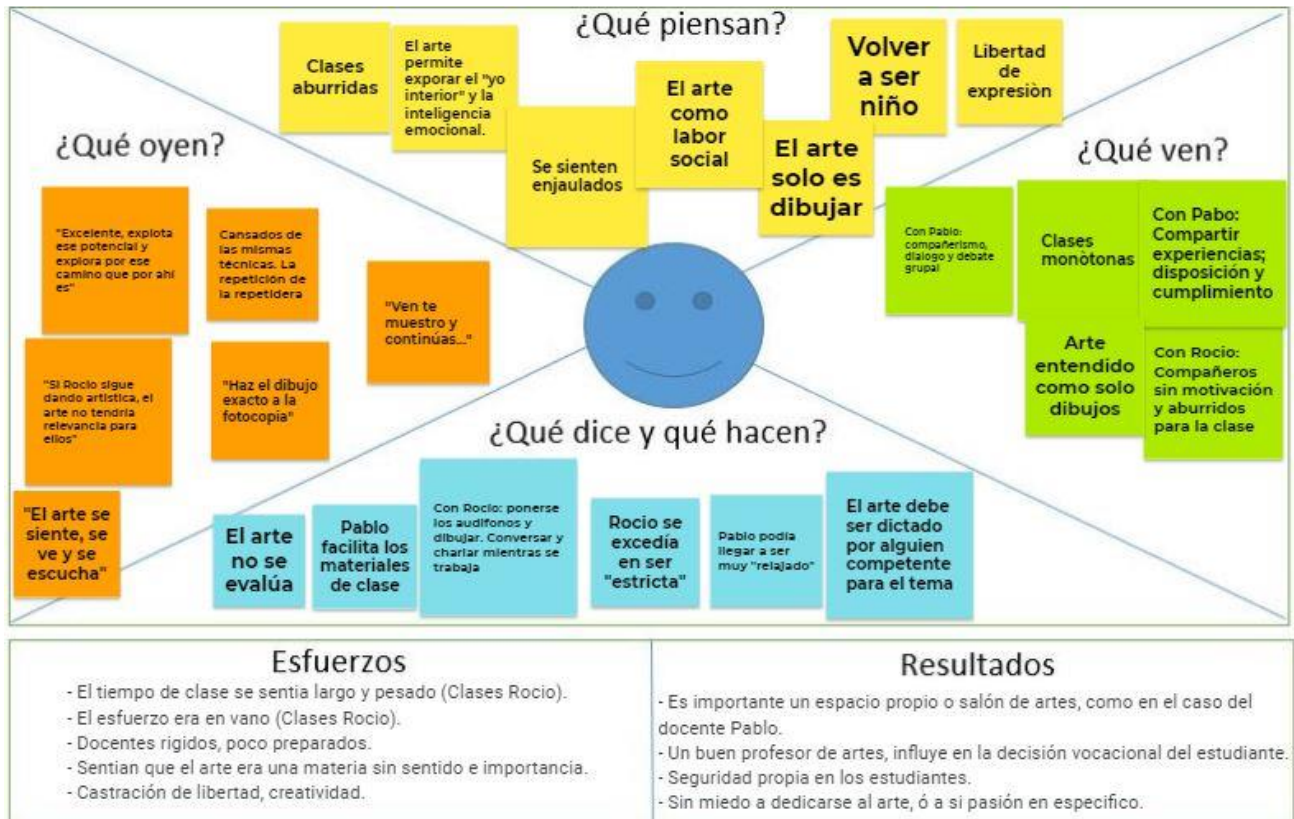 ¿Qué piensan?
Clases
aburridas
El arte
permite
exporar el "yo
interior" y la
inteligencia
emocional.
Se sienten
enjaulados
El arte
como
labor
social
El arte
solo es
dibujar
Volver
a ser
niño
Libertad
de
expresiòn
¿Qué oyen?
"Excelente, explota
ese potencial y
explora por ese
camino que por ahí
es"
Cansados de
las mismas
técnicas. La
repetición de
la repetidera
"Ven te
muestro y
continúas..."
"Si Rocio sigue
dando artistica, el
arte no tendría
relevancia para
ellos"
"Haz el dibujo
exacto a la
fotocopia"
"El arte se
siente, se
ve y se
escucha"
¿Qué ven?
Con Pablo:
compañerismo,
dialogo y debate
grupal
Clases
monòtonas
Con Pabo:
Compartir
experiencias;
disposición y
cumplimiento
Arte
entendido
como solo
dibujos
Con Rocio:
Compañeros
sin motivación
y aburridos
para la clase
¿Qué dice y qué hacen?
El arte
no se
evalúa
Pablo
facilita los
materiales
de clase
Con Rocio: ponerse
los audifonos y
dibujar. Conversar y
charlar mientras se
trabaja
Rocio se
excedía
en ser
"estricta"
Pablo podía
llegar a ser
muy "relajado"
El arte debe
ser dictado
por alguien
competente
para el tema
Esfuerzos
- El tiempo de clase se sentia largo y pesado (Clases Rocio).
- El esfuerzo era en vano (Clases Rocio).
- Docentes rigidos, poco preparados.
- Sentian que el arte era una materia sin sentido e importancia.
- Castración de libertad, creatividad.
Resultados
- Es importante un espacio propio o salón de artes, como en el caso del
docente Pablo.
- Un buen profesor de artes, influye en la decisión vocacional del estudiante.
- Seguridad propia en los estudiantes.
- Sin miedo a dedicarse al arte, ó a si pasión en especifico.